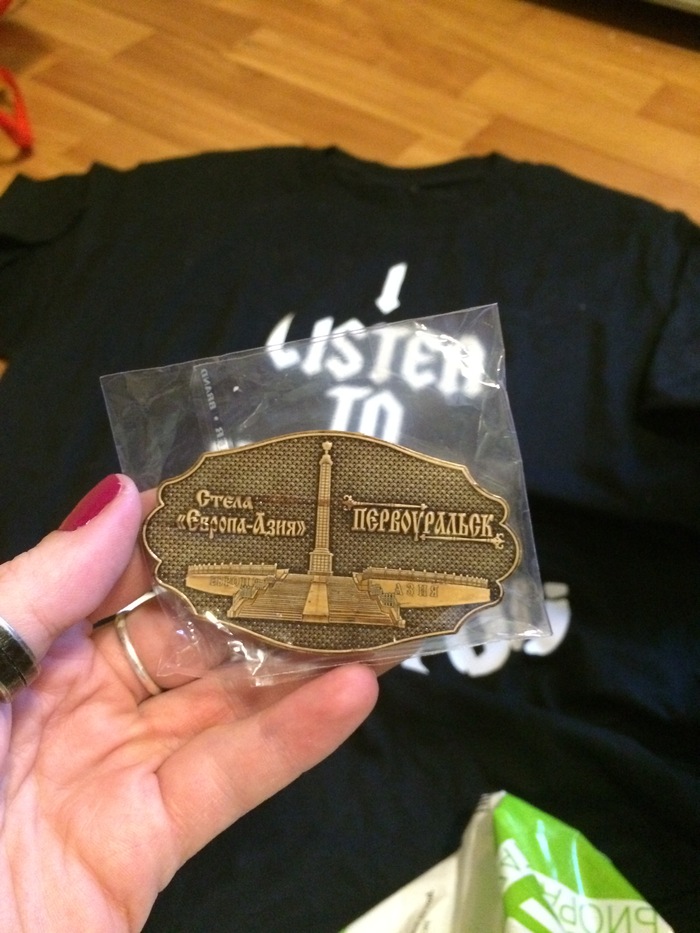 I
LISTEN
TO
Стела
«Европа-Азия»
ПЕРВОУРАЛЬСК
ЕВРОПА
АЗИЯ